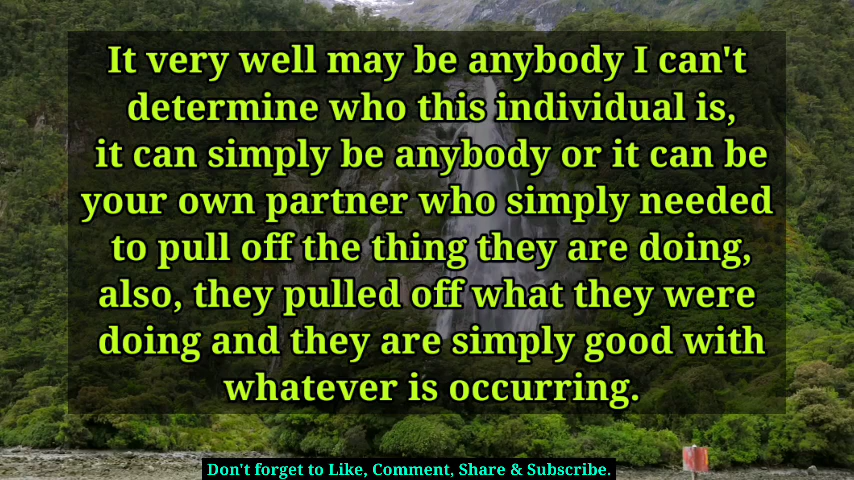 It very well may be anybody I can't
determine who this individual is,
it can simply be anybody or it can be
your own partner who simply needed
to pull off the thing they are doing,
also, they pulled off what they were
doing and they are simply good with
whatever is occurring.
Don't forget to Like, Comment, Share & Subscribe.